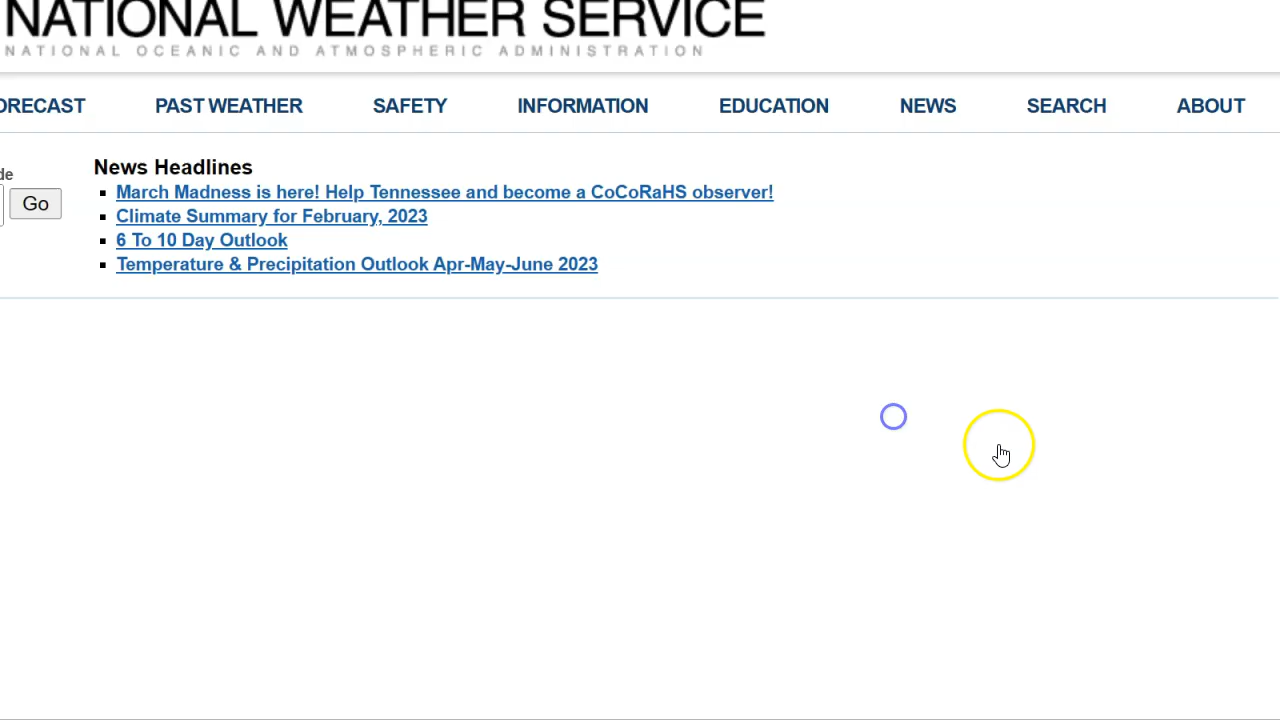 NATIONAL WEATHER SERVICE
NATIONAL OCEANIC AND ATMOSPHERIC ADMINISTRATION
ORECAST PAST WEATHER SAFETY INFORMATION EDUCATION NEWS SEARCH ABOUT
de
Go
News Headlines
March Madness is here! Help Tennessee and become a CoCoRaHS observer!
Climate Summary for February, 2023
6 To 10 Day Outlook
Temperature & Precipitation Outlook Apr-May-June 2023